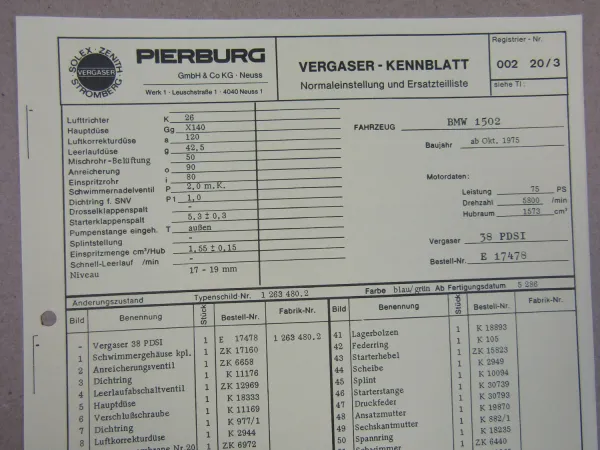 SOLEX · ZENITH
VERGASER
STROMBERG
PIERBURG
GmbH & Co KG · Neuss
Werk 1 · Leuschstraße 1 · 4040 Neuss 1
VERGASER - KENNBLATT
Normaleinstellung und Ersatzteilliste
Registrier - Nr.
002 20/3
siehe TI:
Lufttrichter K 26
Hauptdüse Gg X140
Luftkorrekturdüse a 120
Leerlaufdüse g 42,5
Mischrohr-Belüftung 50
Anreicherung o 90
Einspritzrohr i 80
Schwimmernadelventil P 2,0 m.K.
Dichtring f. SNV P1 1,0
Drosselklappenspalt -
Starterklappenspalt 5,3 ± 0,3
Pumpenstange eingeh. T außen
Splintstellung -
Einspritzmenge cm³/Hub 1,55 ± 0,15
Schnell-Leerlauf /min -
Niveau 17 - 19 mm
FAHRZEUG BMW 1502
Baujahr ab Okt. 1975
Motordaten:
Leistung 75 PS
Drehzahl 5800 /min
Hubraum 1573 cm³
Vergaser 38 PDSI
Bestell-Nr. E 17478
Änderungszustand Typenschild-Nr. 1 263 480.2 Farbe blau/grün Ab Fertigungsdatum 5 286
Bild Benennung Stück Bestell-Nr. Fabrik-Nr.
- Vergaser 38 PDSI 1 E 17478 1 263 480.2
1 Schwimmergehäuse kpl. 1 ZK 17160
2 Anreicherungsventil 1 ZK 6658
3 Dichtring 1 K 11176
4 Leerlaufabschaltventil 1 ZK 12969
5 Hauptdüse 1 K 18333
6 Verschlußschraube 1 K 11169
7 Dichtring 1 K 977/1
8 Luftkorrekturdüse 1 K 2944
Nr 20 1 ZK 6972
Bild Benennung Stück Bestell-Nr. Fabrik-Nr.
41 Lagerbolzen 1 K 18893
42 Federring 1 K 105
43 Starterhebel 1 ZK 15823
44 Scheibe 1 K 2949
45 Splint 1 K 10094
46 Starterstange 1 K 30739
47 Druckfeder 1 K 30793
48 Ansatzmutter 1 K 19870
49 Sechskantmutter 1 K 882/1
50 Spannring 1 K 18235
Schwimmer 1 ZK 6440